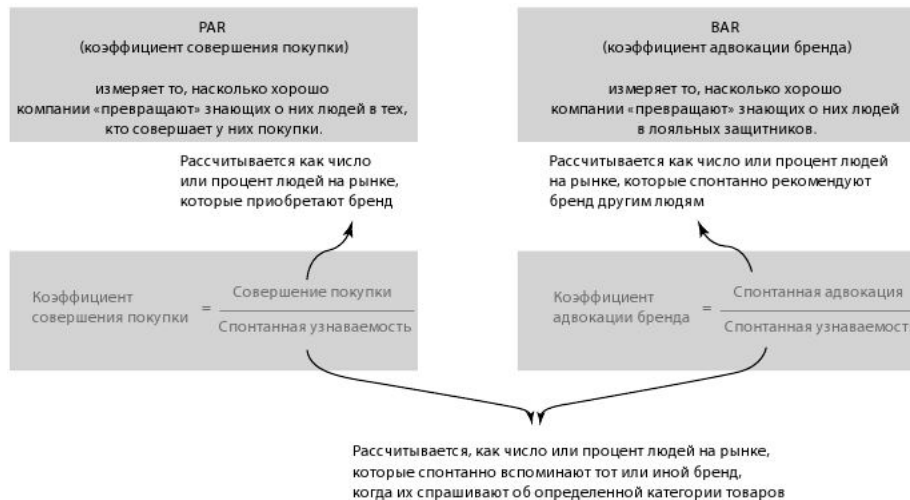 PAR
(коэффициент совершения покупки)
измеряет то, насколько хорошо
компании «превращают» знающих о них людей в тех,
кто совершает у них покупки.
BAR
(коэффициент адвокации бренда)
измеряет то, насколько хорошо
компании «превращают» знающих о них людей
в лояльных защитников.
Рассчитывается как число
или процент людей на рынке,
которые приобретают бренд
Рассчитывается как число или процент людей
на рынке, которые спонтанно рекомендуют
бренд другим людям
Коэффициент
совершения покупки
=
Совершение покупки
Спонтанная узнаваемость
Коэффициент
адвокации бренда
=
Спонтанная адвокация
Спонтанная узнаваемост
Рассчитывается, как число или процент людей на рынке,
которые спонтанно вспоминают тот или иной бренд,
когда их спрашивают об определенной категории товаров